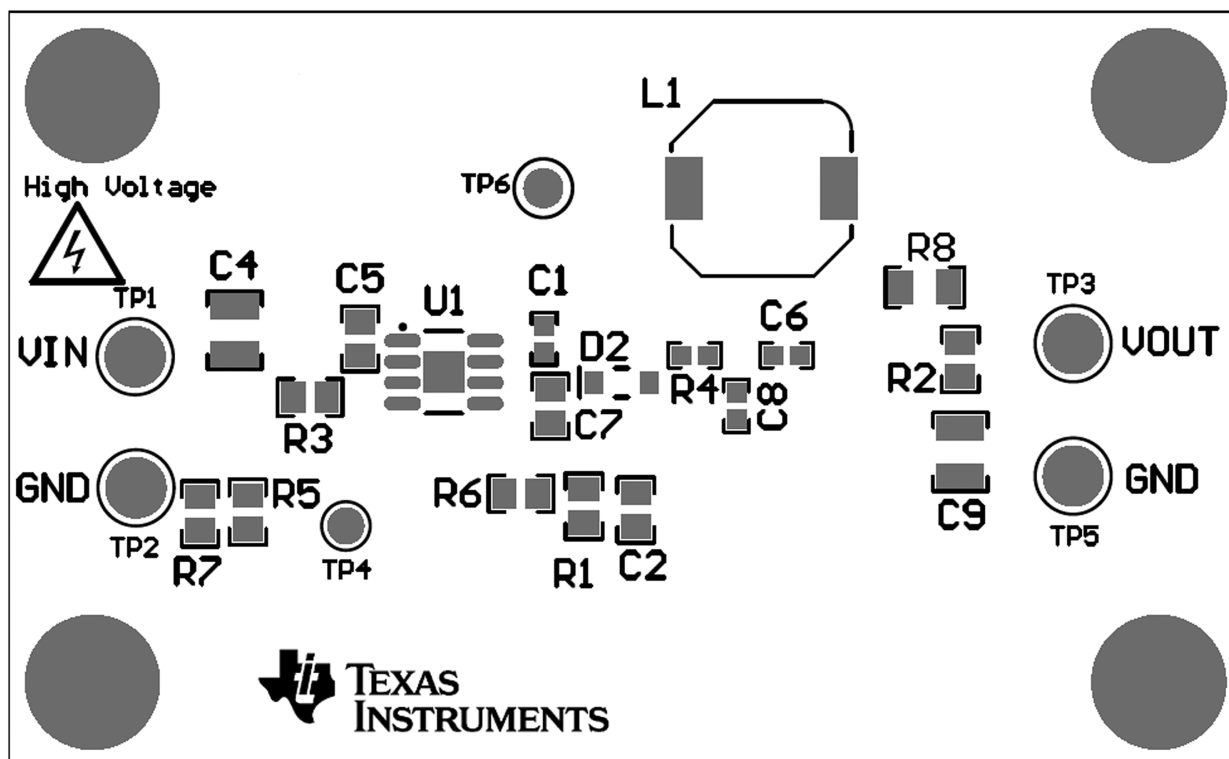 L1
High Voltage
TP6
C4
C5
U1
C1
R8
TP1
TP3
VIN
D2
C6
VOUT
R4
R2
C8
R3
C7
GND
R5
R6
GND
C9
TP2
R7
TP4
R1
C2
TP5
TEXAS
INSTRUMENTS